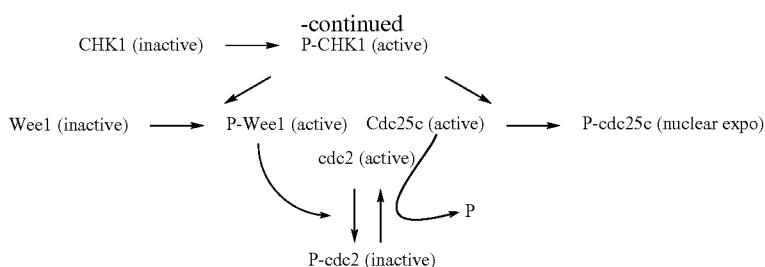 -continued
CHK1 (inactive) P-CHK1 (active)
Wee1 (inactive) P-Wee1 (active) Cdc25c (active) P-cdc25c (nuclear expo)
cdc2 (active)
P
P-cdc2 (inactive)